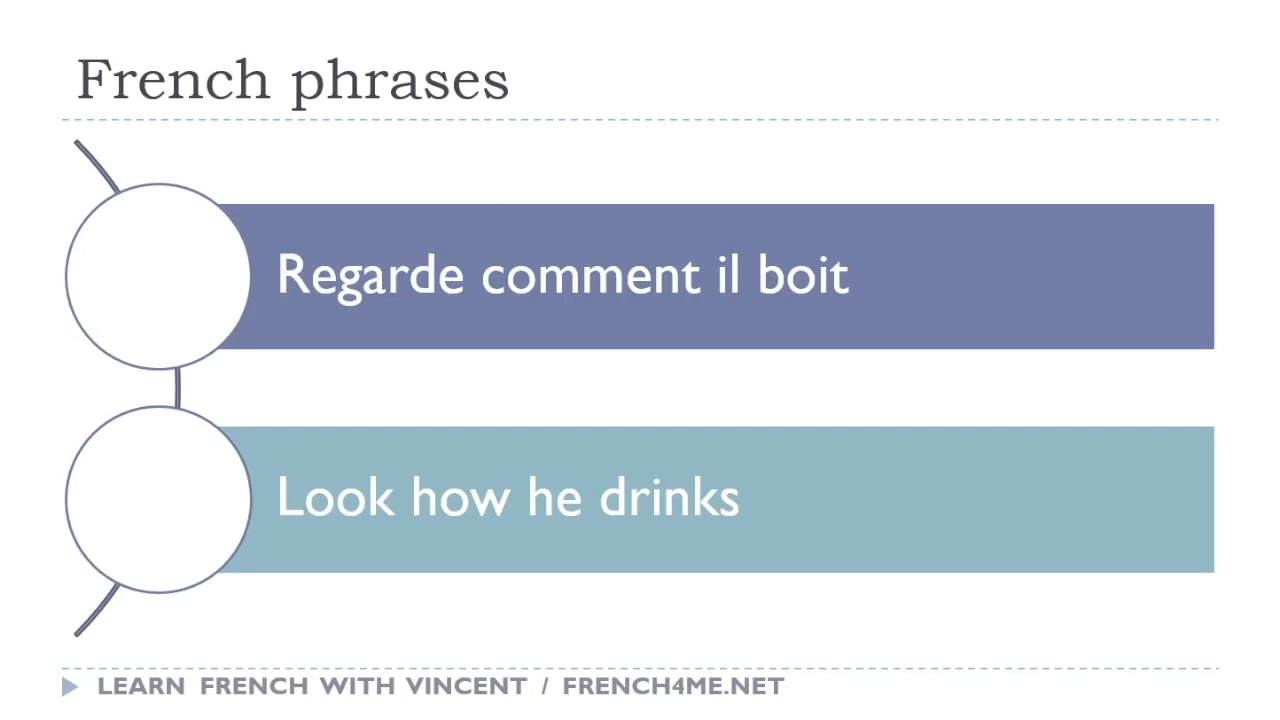 French phrases
Regarde comment il boit
Look how he drinks
LEARN FRENCH WITH VINCENT / FRENCH4ME.NET